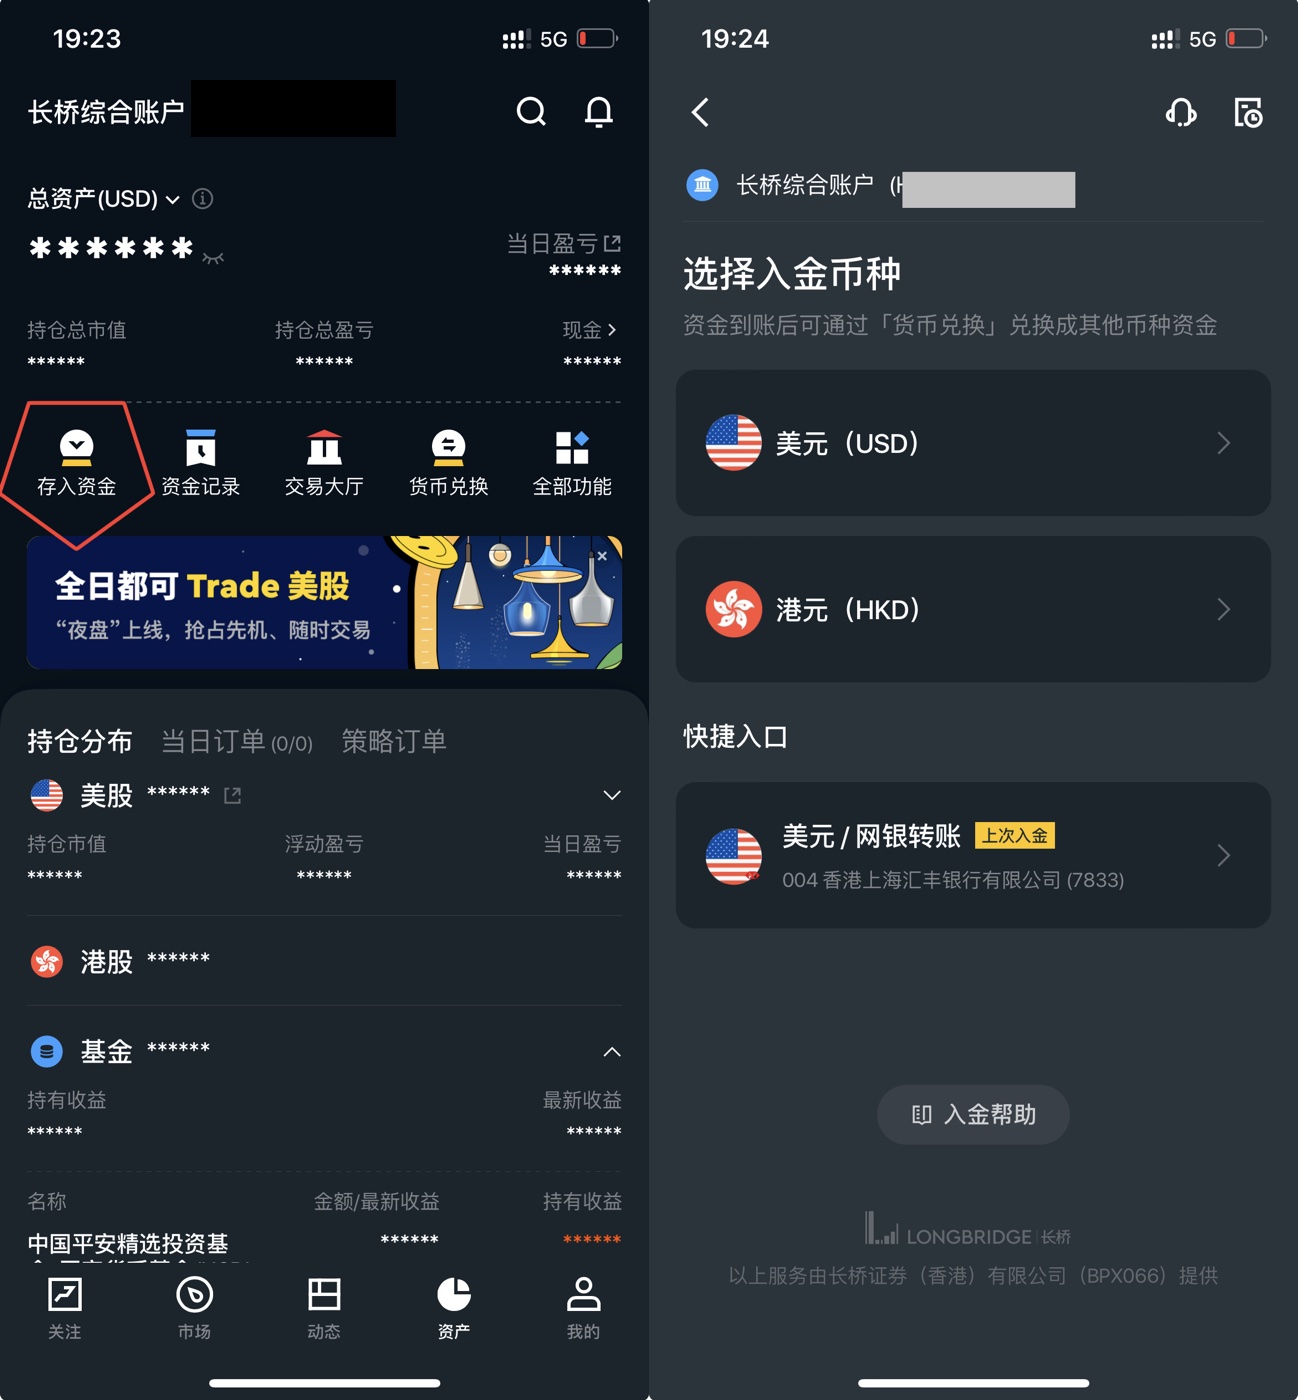 19:23
5G
长桥综合账户
总资产(USD)
******
当日盈亏
******
持仓总市值 持仓总盈亏 现金
****** ****** ******
存入资金 资金记录 交易大厅 货币兑换 全部功能
全日都可 Trade 美股
“夜盘”上线，抢占先机、随时交易
持仓分布 当日订单 (0/0) 策略订单
美股 ******
持仓市值 浮动盈亏 当日盈亏
****** ****** ******
港股 ******
基金 ******
持有收益 最新收益
****** ******
名称 金额/最新收益 持有收益
中国平安精选投资基 ****** ******
关注 市场 动态 资产 我的
19:24
5G
长桥综合账户 (H
选择入金币种
资金到账后可通过「货币兑换」兑换成其他币种资金
美元（USD）
港元（HKD）
快捷入口
美元 / 网银转账 上次入金
004 香港上海汇丰银行有限公司 (7833)
入金帮助
LONGBRIDGE 长桥
以上服务由长桥证券（香港）有限公司（BPX066）提供